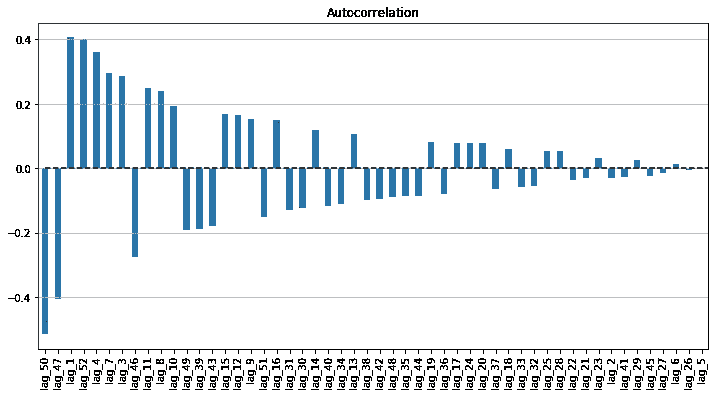 Autocorrelation
0.4
0.2
0.0
−0.2
−0.4
lag_50
lag_47
lag_1
lag_52
lag_4
lag_7
lag_3
lag_46
lag_11
lag_8
lag_10
lag_49
lag_39
lag_43
lag_15
lag_12
lag_9
lag_51
lag_16
lag_31
lag_30
lag_14
lag_40
lag_34
lag_13
lag_38
lag_42
lag_48
lag_35
lag_44
lag_19
lag_36
lag_17
lag_24
lag_20
lag_37
lag_18
lag_33
lag_32
lag_25
lag_28
lag_22
lag_21
lag_23
lag_2
lag_41
lag_29
lag_45
lag_27
lag_6
lag_26
lag_5